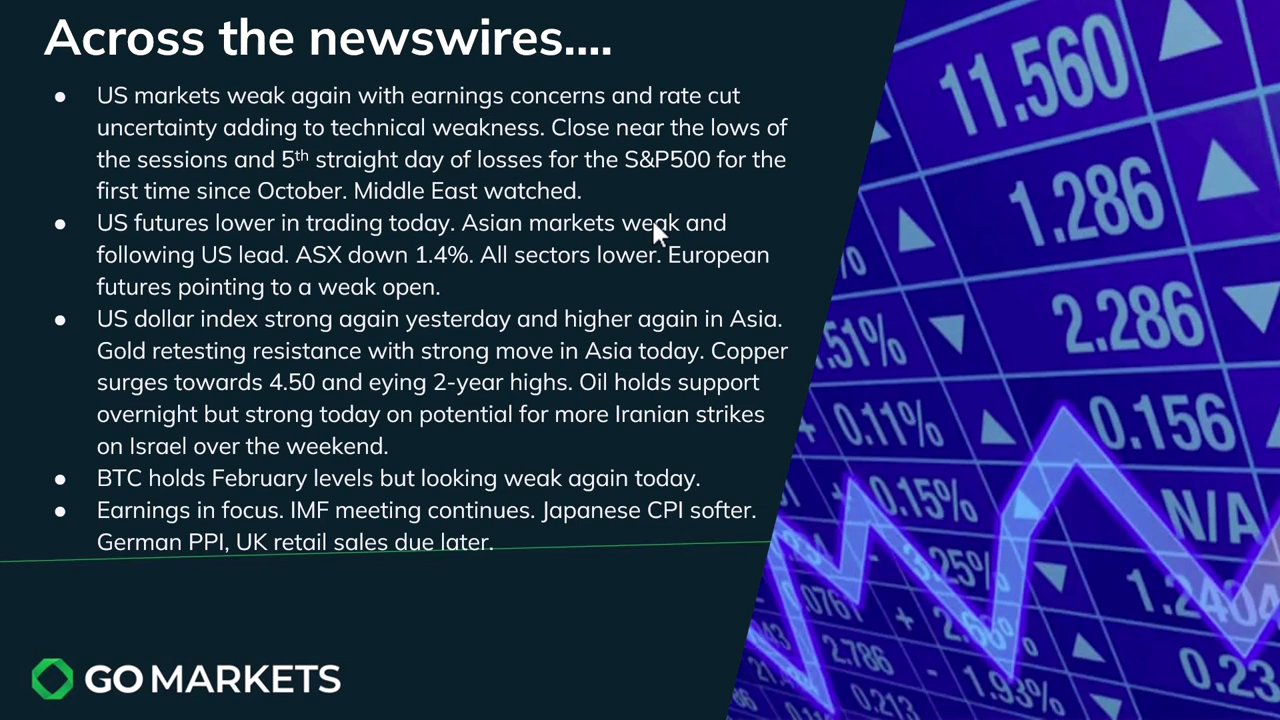 Across the newswires....
● US markets weak again with earnings concerns and rate cut
uncertainty adding to technical weakness. Close near the lows of
the sessions and 5th straight day of losses for the S&P500 for the
first time since October. Middle East watched.
● US futures lower in trading today. Asian markets weak and
following US lead. ASX down 1.4%. All sectors lower. European
futures pointing to a weak open.
● US dollar index strong again yesterday and higher again in Asia.
Gold retesting resistance with strong move in Asia today. Copper
surges towards 4.50 and eying 2-year highs. Oil holds support
overnight but strong today on potential for more Iranian strikes
on Israel over the weekend.
● BTC holds February levels but looking weak again today.
● Earnings in focus. IMF meeting continues. Japanese CPI softer.
German PPI, UK retail sales due later.
GO MARKETS
11.560
1.286
2.286
0.11% 0.156
0.15% N/A
2.786
0.213 1.93%